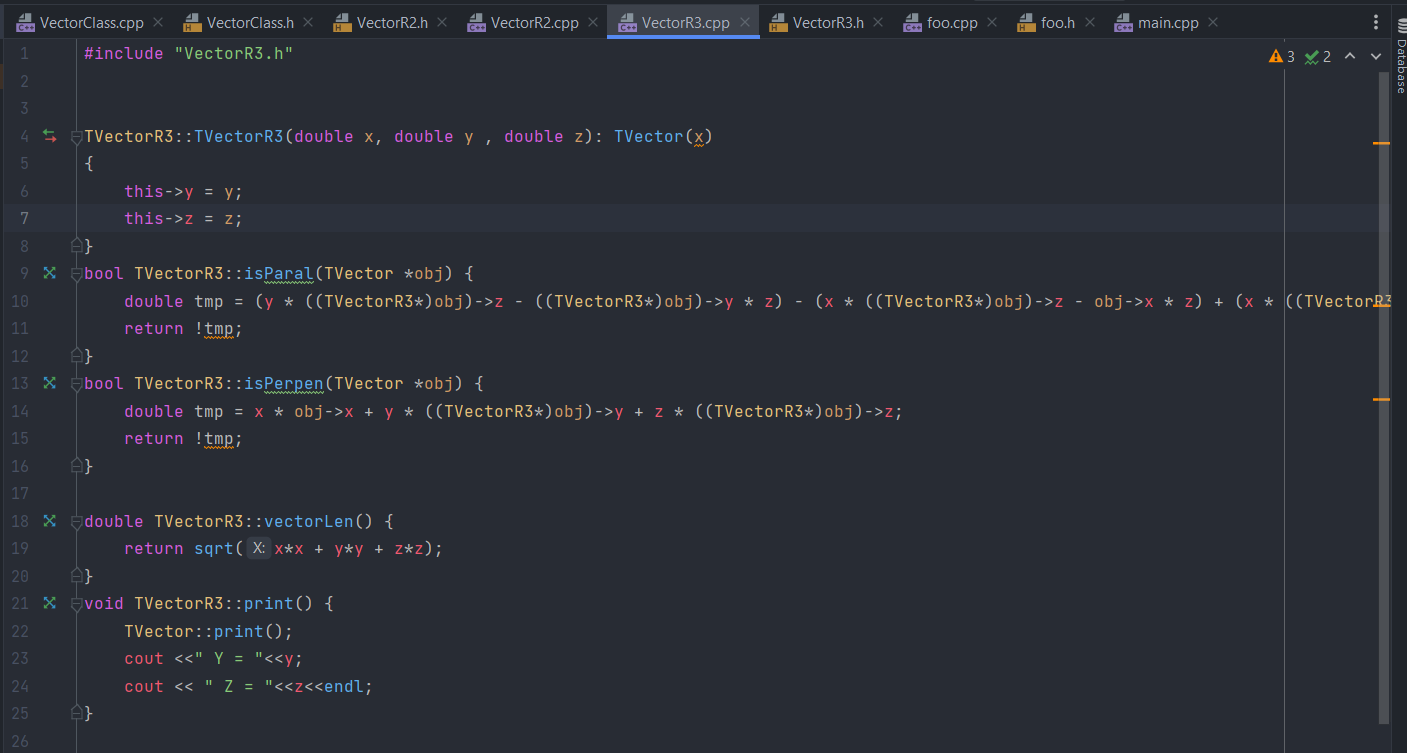 VectorClass.cpp VectorClass.h VectorR2.h VectorR2.cpp VectorR3.cpp VectorR3.h foo.cpp foo.h main.cpp
3 2
Database
1 #include "VectorR3.h"
2
3
4 TVectorR3::TVectorR3(double x, double y , double z): TVector(x)
5 {
6 this->y = y;
7 this->z = z;
8 }
9 bool TVectorR3::isParal(TVector *obj) {
10 double tmp = (y * ((TVectorR3*)obj)->z - ((TVectorR3*)obj)->y * z) - (x * ((TVectorR3*)obj)->z - obj->x * z) + (x * ((TVectorR3
11 return !tmp;
12 }
13 bool TVectorR3::isPerpen(TVector *obj) {
14 double tmp = x * obj->x + y * ((TVectorR3*)obj)->y + z * ((TVectorR3*)obj)->z;
15 return !tmp;
16 }
17
18 double TVectorR3::vectorLen() {
19 return sqrt( X: x*x + y*y + z*z);
20 }
21 void TVectorR3::print() {
22 TVector::print();
23 cout <<" Y = "<<y;
24 cout << " Z = "<<z<<endl;
25 }
26